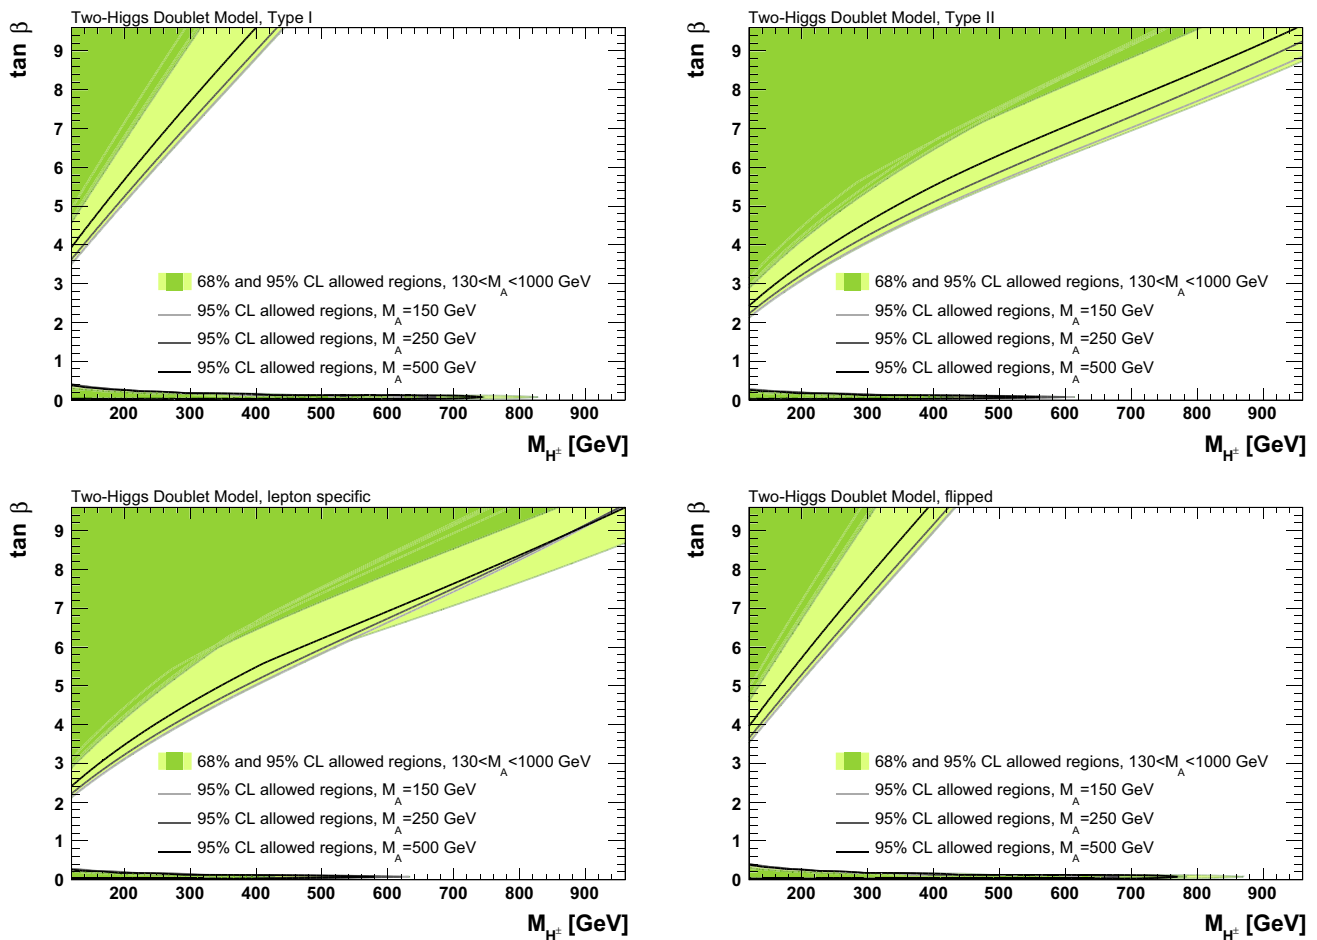 Two-Higgs Doublet Model, Type I
tan β
9
8
7
6
5
4
3
2
1
0
68% and 95% CL allowed regions, 130<M_A<1000 GeV
95% CL allowed regions, M_A=150 GeV
95% CL allowed regions, M_A=250 GeV
95% CL allowed regions, M_A=500 GeV
200 300 400 500 600 700 800 900
M_H± [GeV]
Two-Higgs Doublet Model, Type II
tan β
9
8
7
6
5
4
3
2
1
0
68% and 95% CL allowed regions, 130<M_A<1000 GeV
95% CL allowed regions, M_A=150 GeV
95% CL allowed regions, M_A=250 GeV
95% CL allowed regions, M_A=500 GeV
200 300 400 500 600 700 800 900
M_H± [GeV]
Two-Higgs Doublet Model, lepton specific
tan β
9
8
7
6
5
4
3
2
1
0
68% and 95% CL allowed regions, 130<M_A<1000 GeV
95% CL allowed regions, M_A=150 GeV
95% CL allowed regions, M_A=250 GeV
95% CL allowed regions, M_A=500 GeV
200 300 400 500 600 700 800 900
M_H± [GeV]
Two-Higgs Doublet Model, flipped
tan β
9
8
7
6
5
4
3
2
1
0
68% and 95% CL allowed regions, 130<M_A<1000 GeV
95% CL allowed regions, M_A=150 GeV
95% CL allowed regions, M_A=250 GeV
95% CL allowed regions, M_A=500 GeV
200 300 400 500 600 700 800 900
M_H± [GeV]